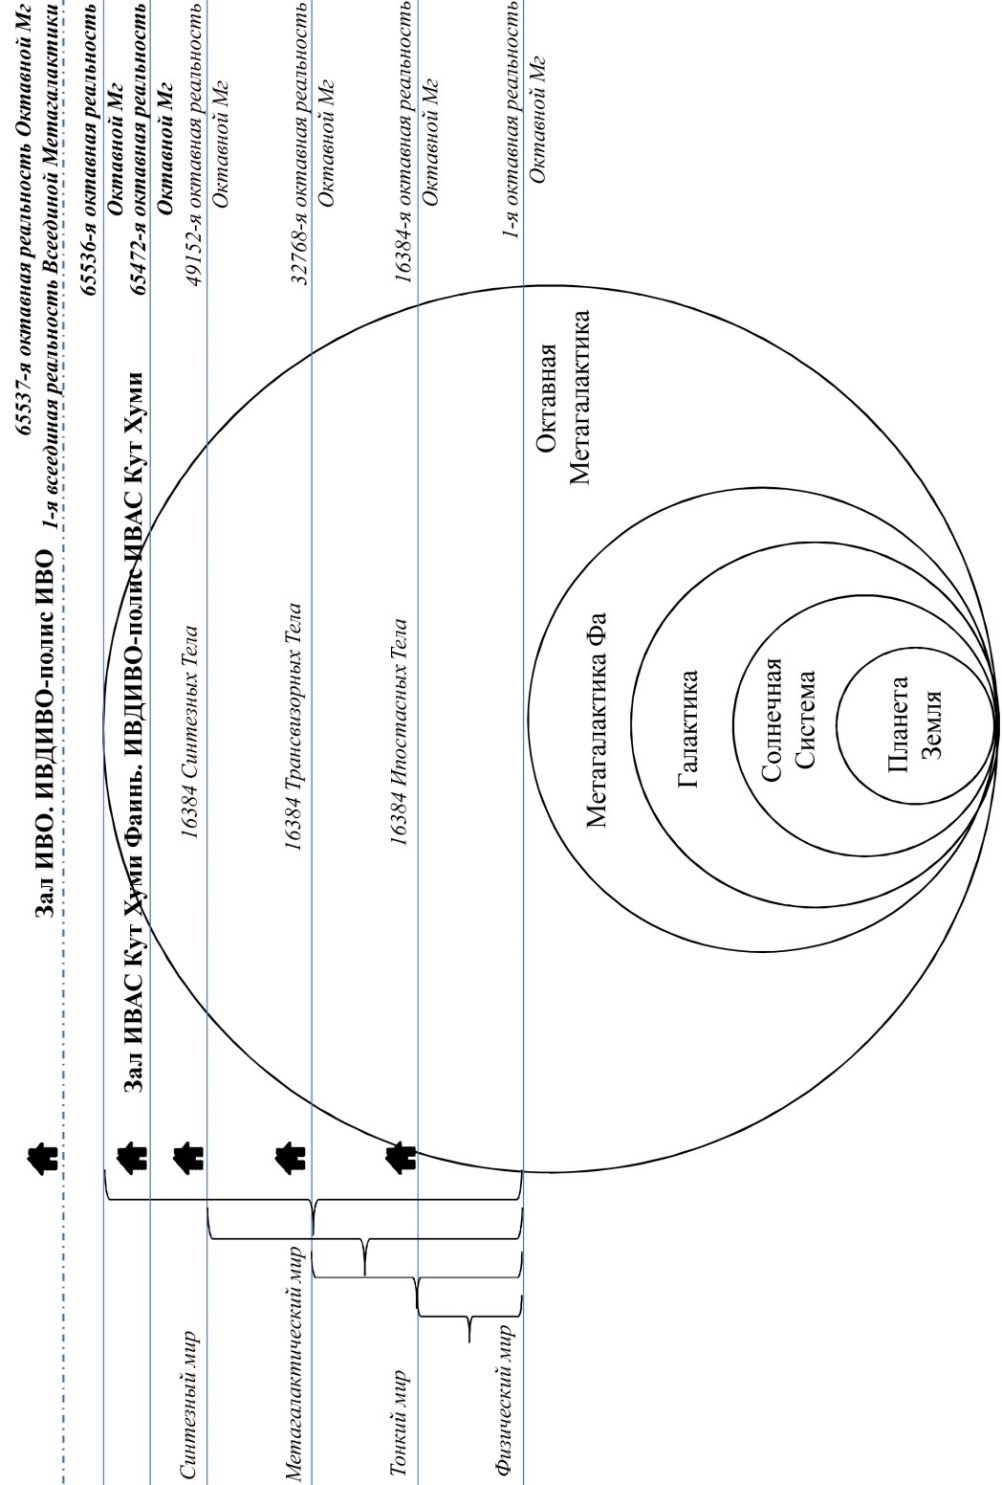 65537-я октавная реальность Октавной Мг
Зал ИВО. ИВДИВО-полис ИВО 1-я всеединая реальность Всеединой Метагалактики
65536-я октавная реальность
Октавной Мг
Зал ИВАС Кут Хуми Фаинь. ИВДИВО-полис ИВАС Кут Хуми 65472-я октавная реальность
Октавной Мг
Синтезный мир 16384 Синтезных Тела 49152-я октавная реальность
Октавной Мг
Метагалактический мир 16384 Трансвизорных Тела 32768-я октавная реальность
Октавной Мг
Тонкий мир 16384 Ипостасных Тела 16384-я октавная реальность
Октавной Мг
Физический мир 1-я октавная реальность
Октавной Мг
Октавная
Метагалактика
Метагалактика Фа
Галактика
Солнечная
Система
Планета
Земля